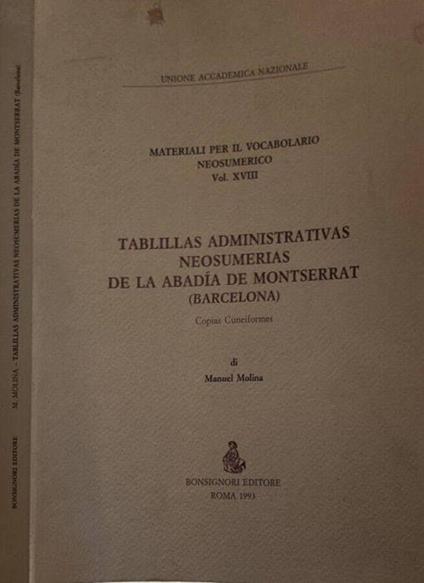 M. MOLINA - TABLILLAS ADMINISTRATIVAS NEOSUMERIAS DE LA ABADÍA DE MONTSERRAT (Barcelona)
BONSIGNORI EDITORE
UNIONE ACCADEMICA NAZIONALE
MATERIALI PER IL VOCABOLARIO
NEOSUMERICO
Vol. XVIII
TABLILLAS ADMINISTRATIVAS
NEOSUMERIAS
DE LA ABADÍA DE MONTSERRAT
(BARCELONA)
Copias Cuneiformes
di
Manuel Molina
BONSIGNORI EDITORE
ROMA 1993